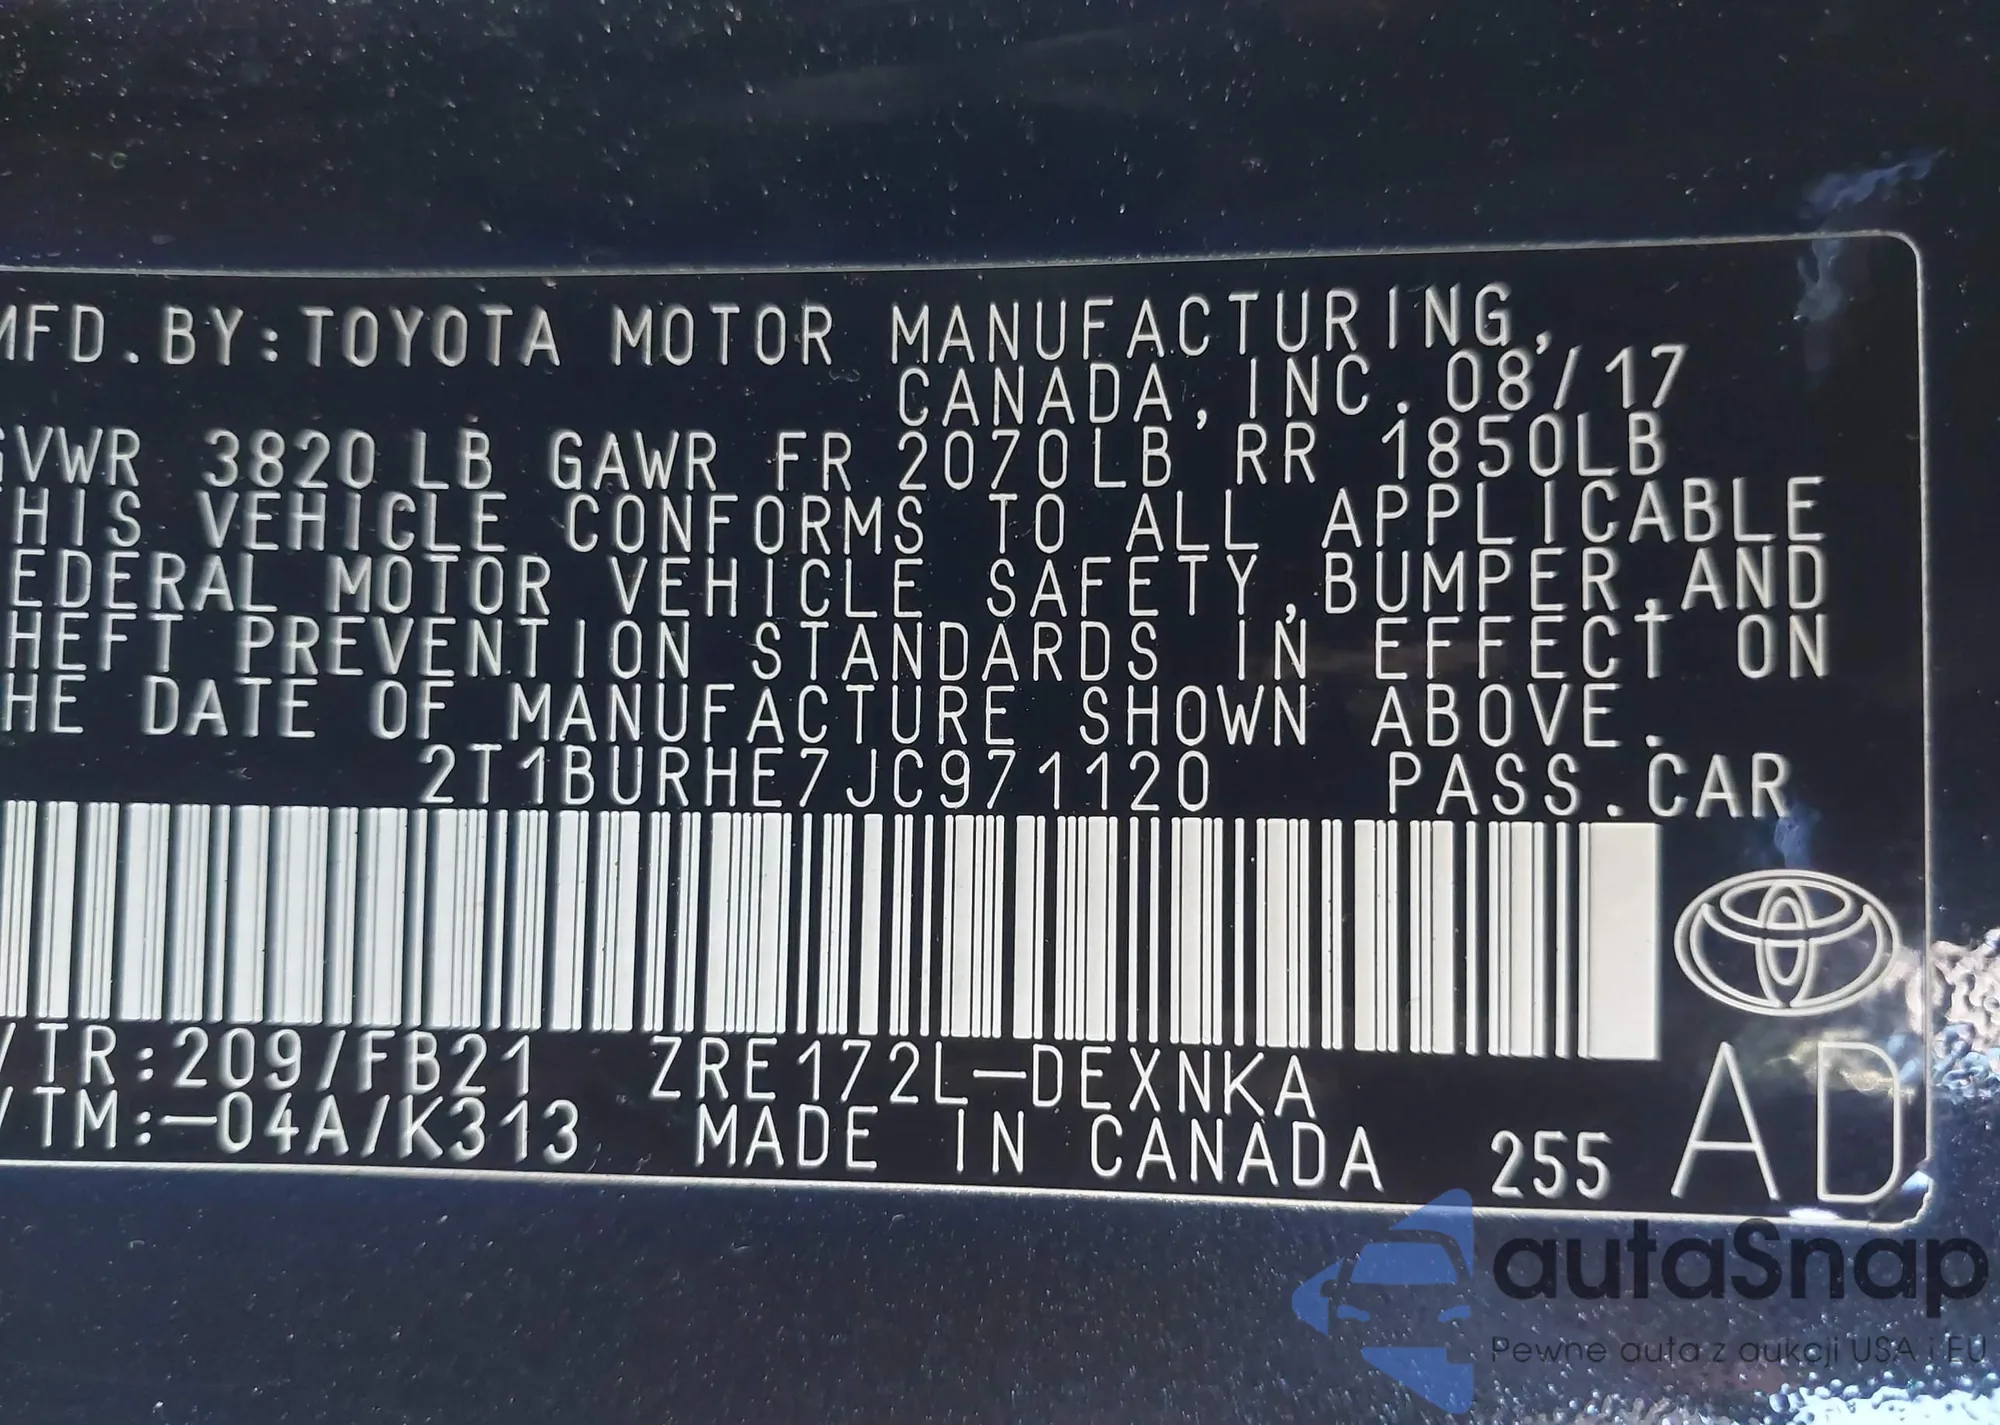 MFD.BY:TOYOTA MOTOR MANUFACTURING,
CANADA,INC.08/17
GVWR 3820LB GAWR FR 2070LB RR 1850LB
HIS VEHICLE CONFORMS TO ALL APPLICABLE
EDERAL MOTOR VEHICLE SAFETY,BUMPER,AND
HEFT PREVENTION STANDARDS IN EFFECT ON
HE DATE OF MANUFACTURE SHOWN ABOVE.
2T1BURHE7JC971120 PASS.CAR
/TR:209/FB21 ZRE172L-DEXNKA
/TM:-04A/K313 MADE IN CANADA 255 AD
autaSnap
Pewne auta z aukcji USA i EU